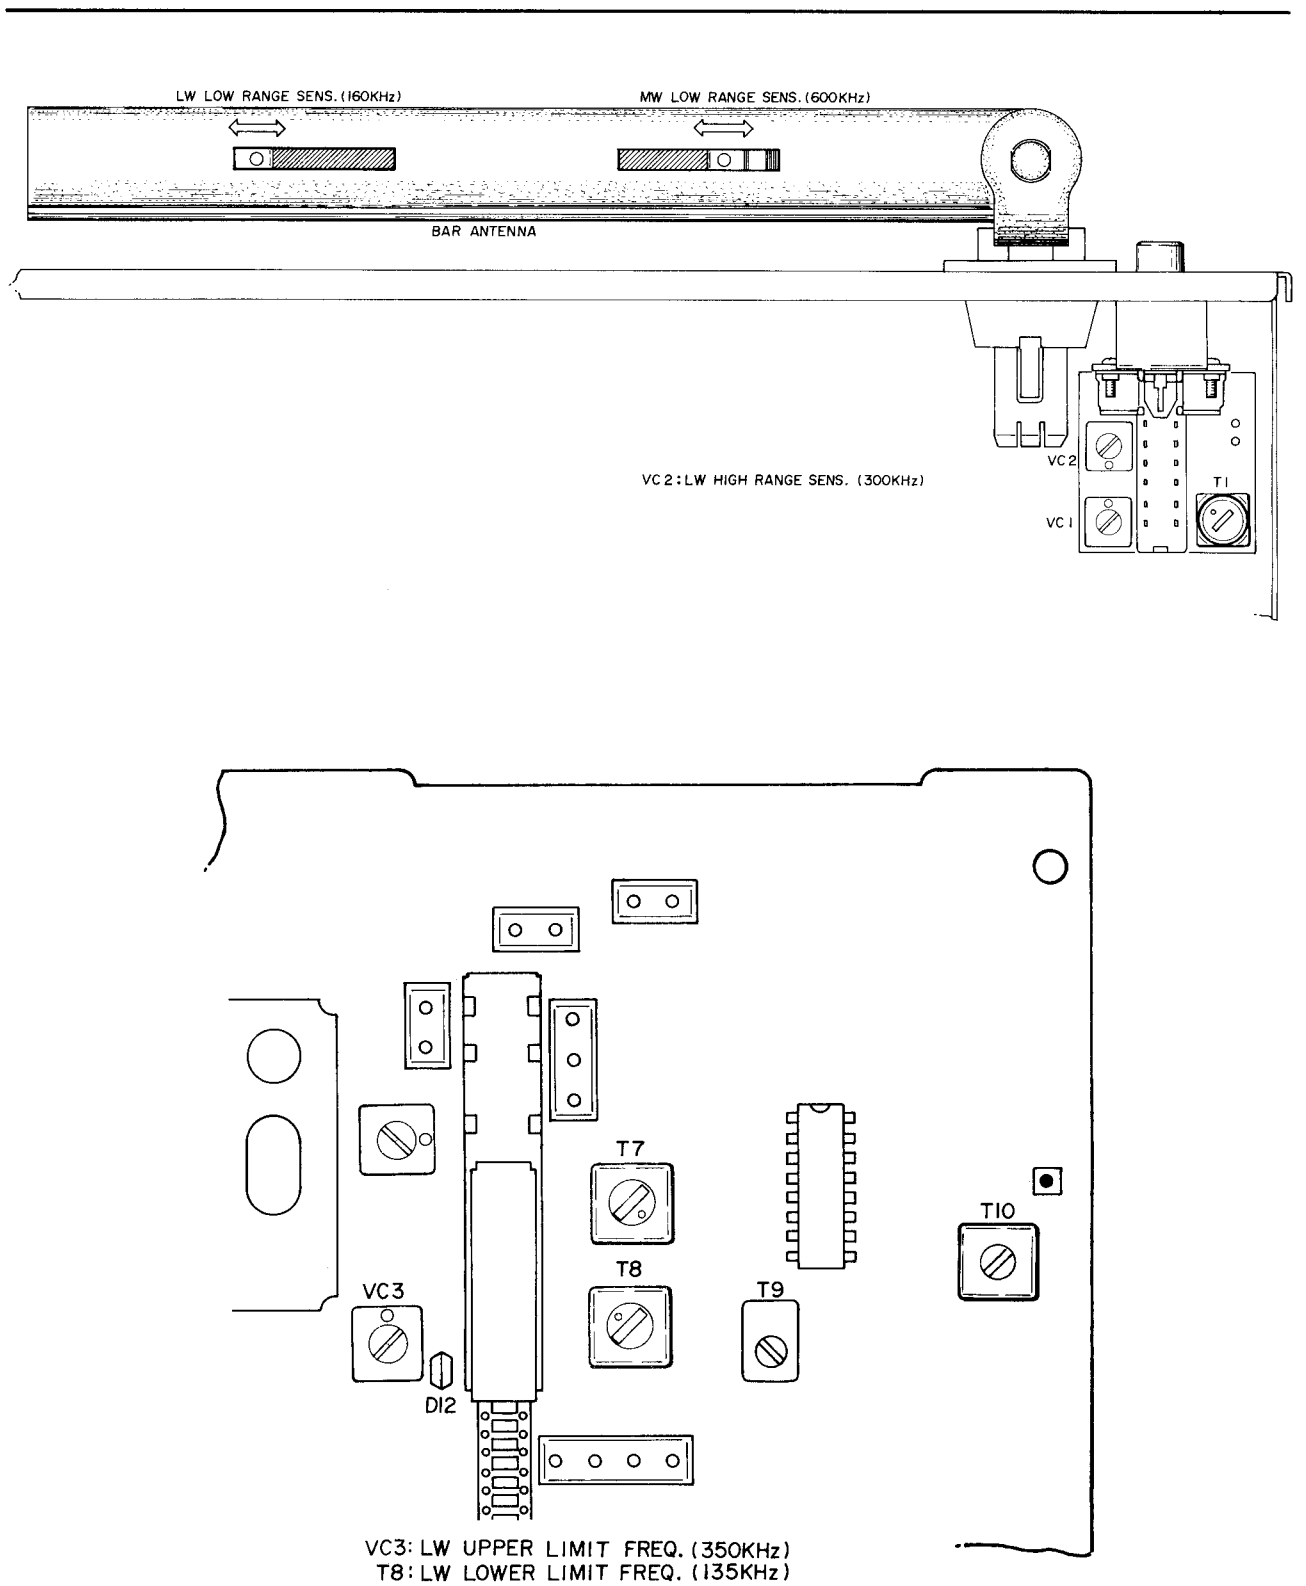 LW LOW RANGE SENS.(160KHz)
MW LOW RANGE SENS.(600KHz)
BAR ANTENNA
VC2
VC2:LW HIGH RANGE SENS. (300KHz)
T1
VC1
T7
T10
T8
VC3
T9
D12
VC3: LW UPPER LIMIT FREQ. (350KHz)
T8: LW LOWER LIMIT FREQ. (135KHz)